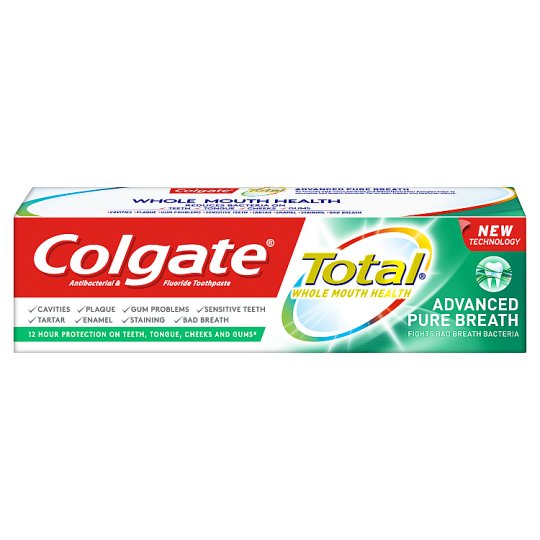 Colgate Total ADVANCED PURE BREATH
WHOLE MOUTH HEALTH
REDUCES BACTERIA ON
✓ TEETH ✓ TONGUE ✓ CHEEKS ✓ GUMS
•CAVITIES •PLAQUE •GUM PROBLEMS •SENSITIVE TEETH •TARTAR •ENAMEL •STAINING •BAD BREATH
Colgate®
Antibacterial & Fluoride Toothpaste
✓CAVITIES ✓PLAQUE ✓GUM PROBLEMS ✓SENSITIVE TEETH
✓TARTAR ✓ENAMEL ✓STAINING ✓BAD BREATH
12 HOUR PROTECTION ON TEETH, TONGUE, CHEEKS AND GUMS*
Total®
WHOLE MOUTH HEALTH
NEW
TECHNOLOGY
ADVANCED
PURE BREATH
FIGHTS BAD BREATH BACTERIA